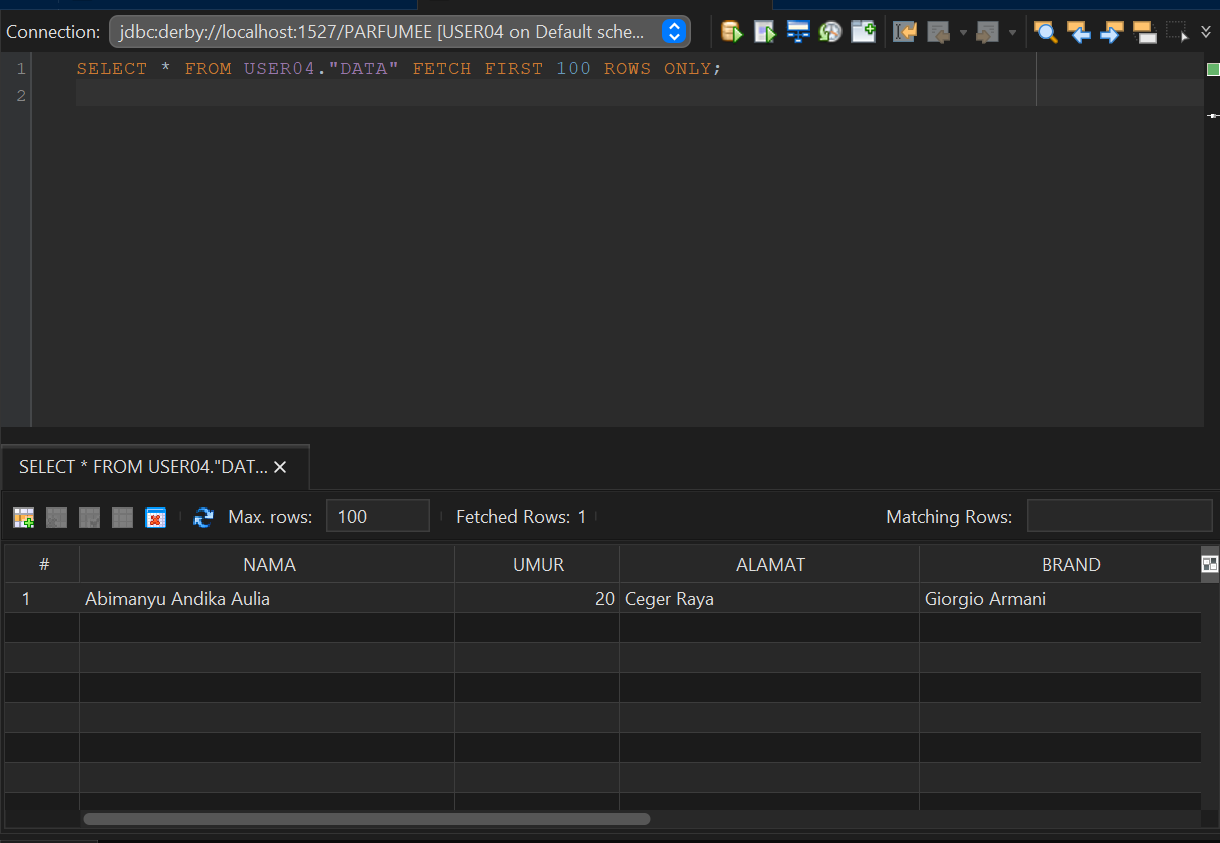 Connection: jdbc:derby://localhost:1527/PARFUMEE [USER04 on Default sche...
1 SELECT * FROM USER04."DATA" FETCH FIRST 100 ROWS ONLY;
2
SELECT * FROM USER04."DAT...
Max. rows: 100 Fetched Rows: 1 Matching Rows:
# NAMA UMUR ALAMAT BRAND
1 Abimanyu Andika Aulia 20 Ceger Raya Giorgio Armani